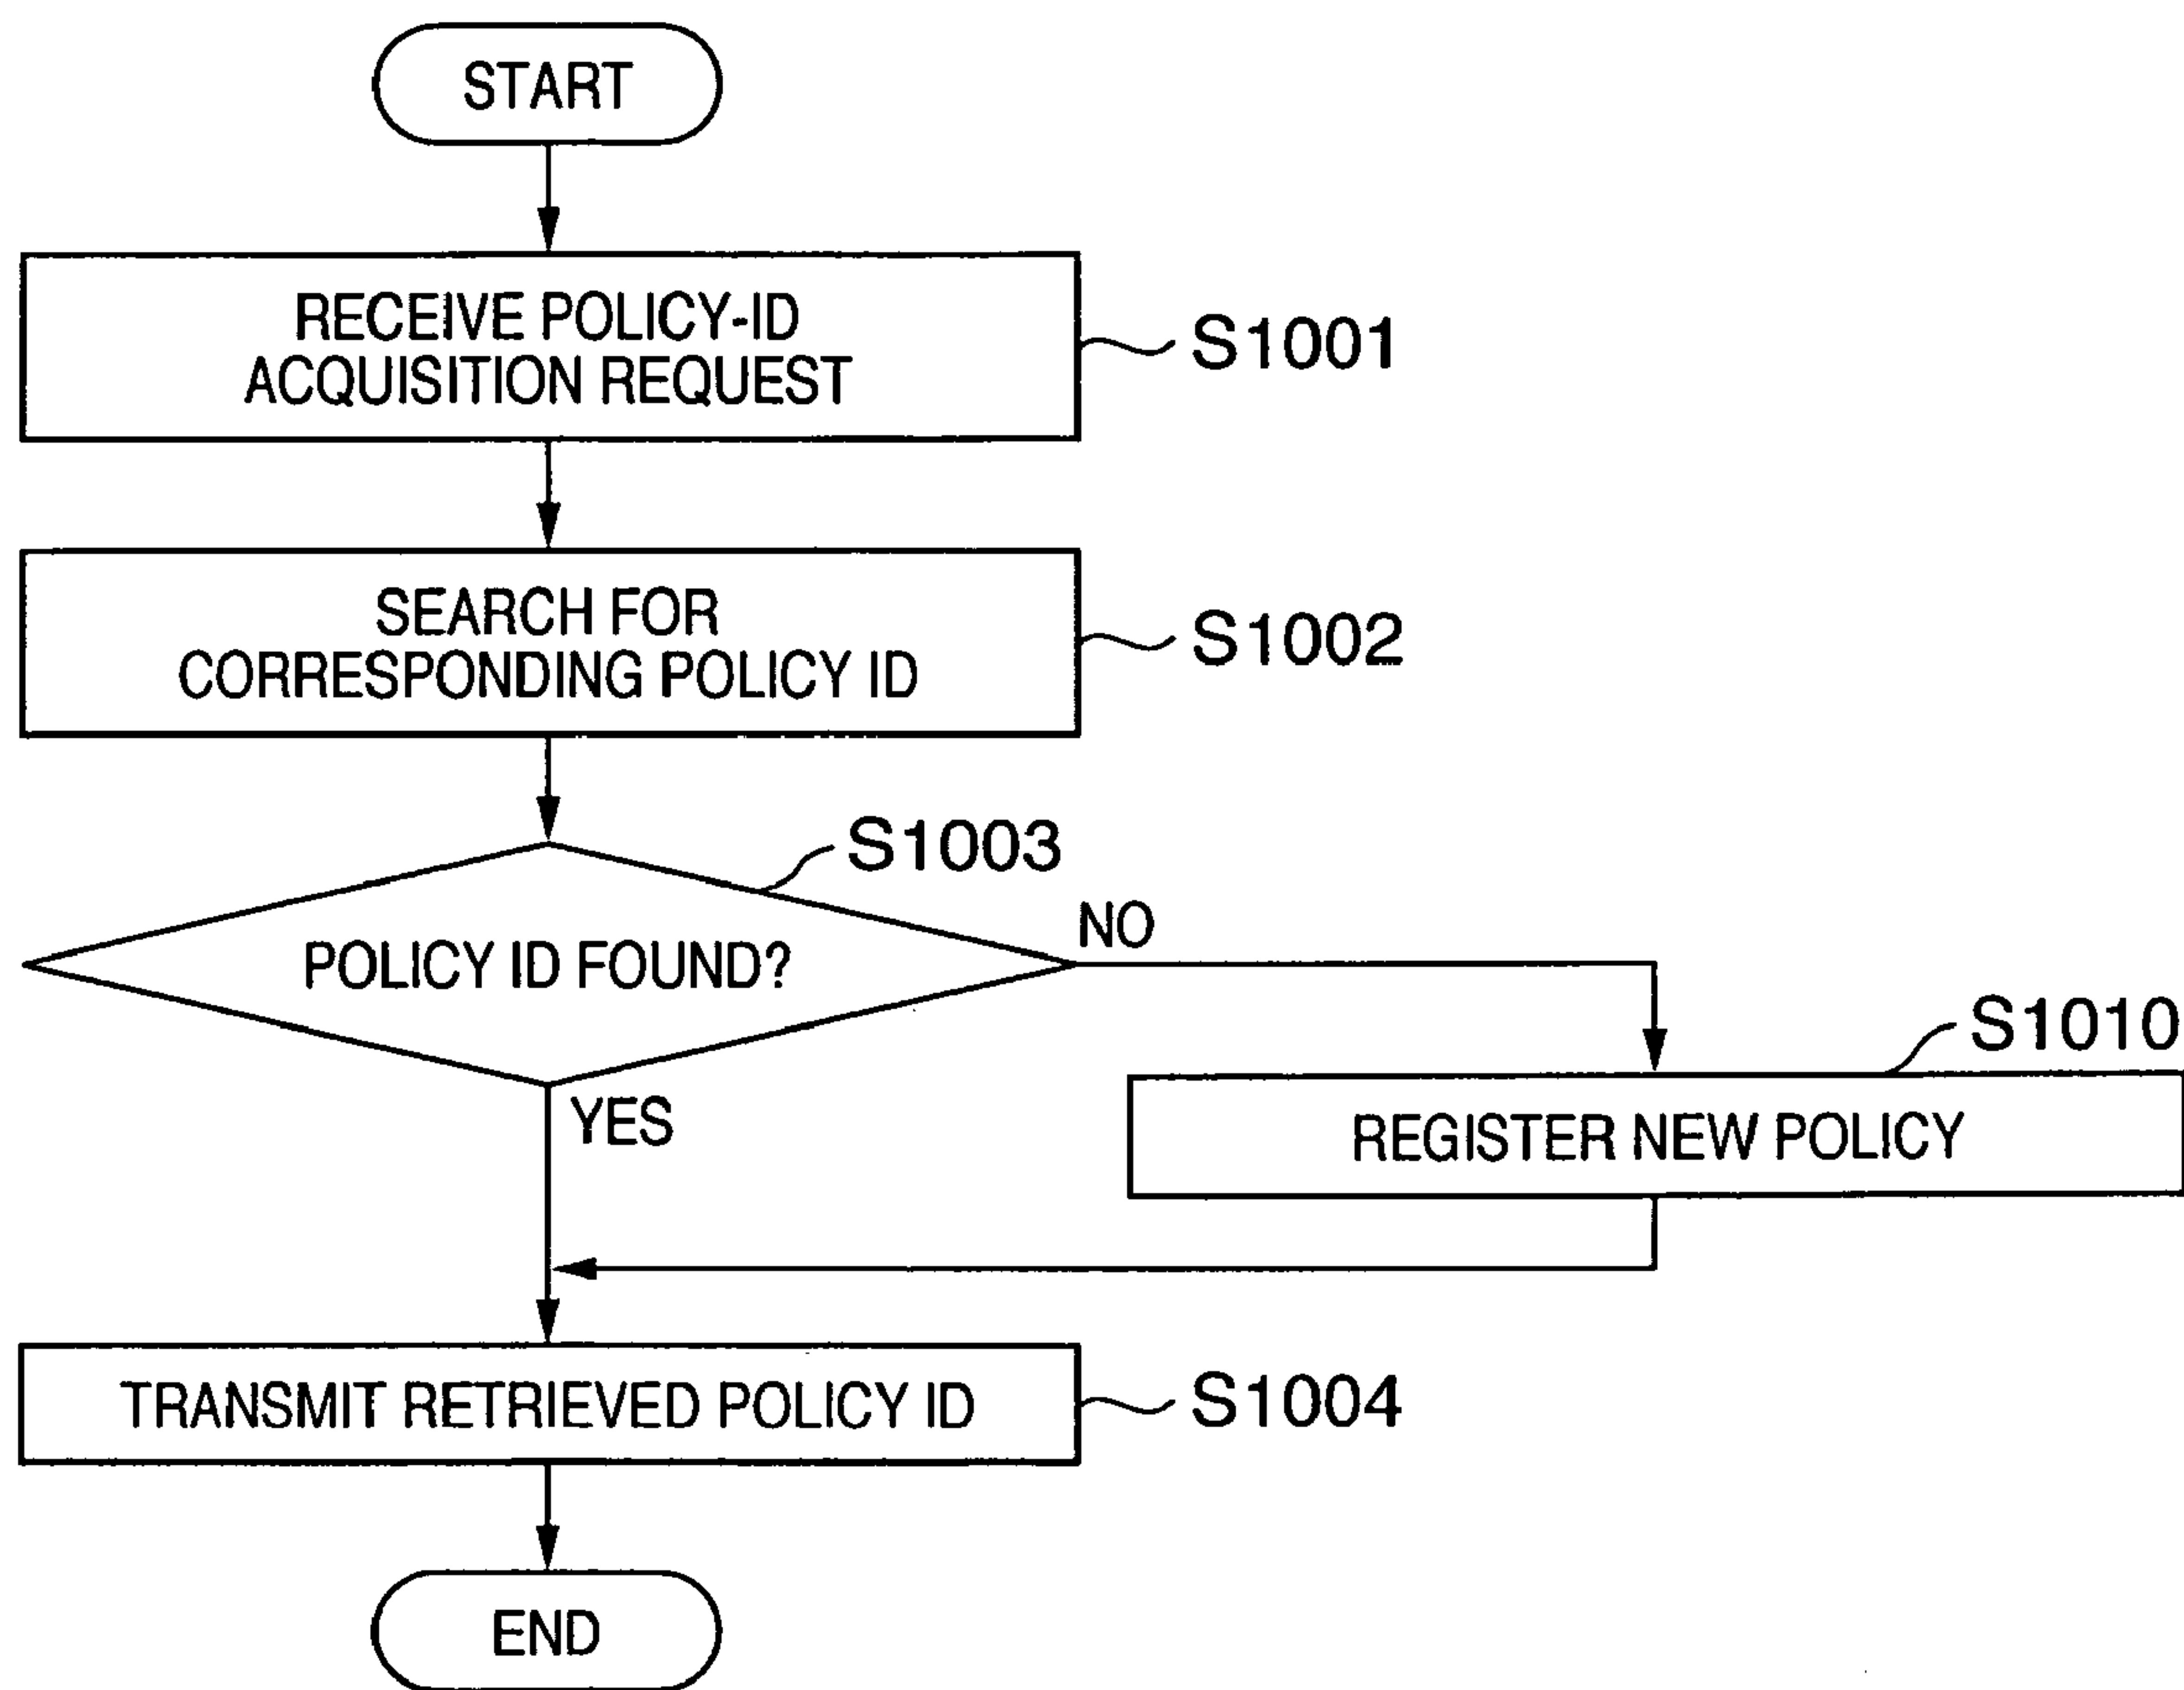 START
RECEIVE POLICY-ID
ACQUISITION REQUEST
S1001
SEARCH FOR
CORRESPONDING POLICY ID
S1002
S1003
POLICY ID FOUND?
NO
YES
S1010
REGISTER NEW POLICY
TRANSMIT RETRIEVED POLICY ID
S1004
END